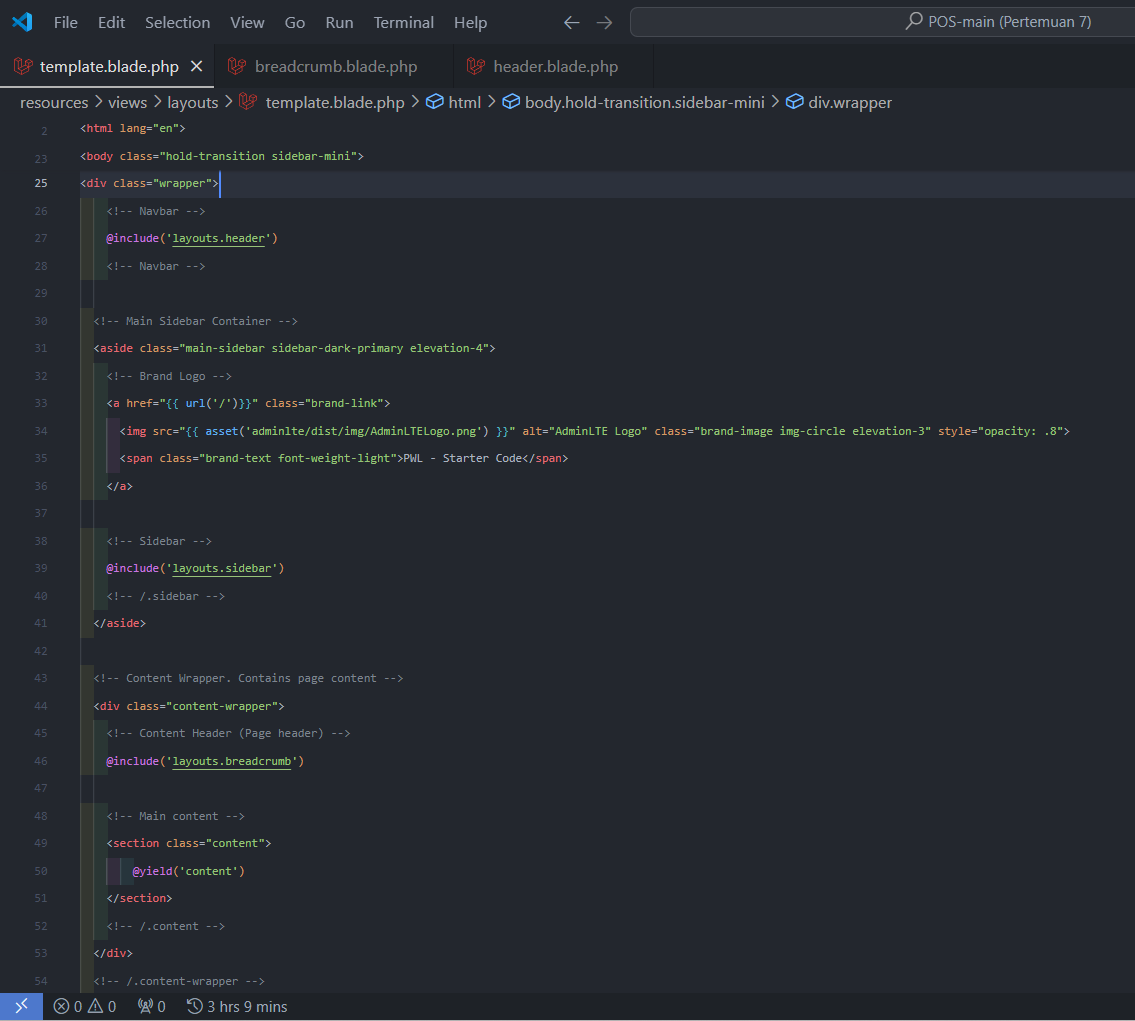 File Edit Selection View Go Run Terminal Help POS-main (Pertemuan 7)
template.blade.php breadcrumb.blade.php header.blade.php
resources > views > layouts > template.blade.php > html > body.hold-transition.sidebar-mini > div.wrapper
2 <html lang="en">
23 <body class="hold-transition sidebar-mini">
25 <div class="wrapper">
26 <!-- Navbar -->
27 @include('layouts.header')
28 <!-- Navbar -->
29
30 <!-- Main Sidebar Container -->
31 <aside class="main-sidebar sidebar-dark-primary elevation-4">
32 <!-- Brand Logo -->
33 <a href="{{ url('/')}}" class="brand-link">
34 <img src="{{ asset('adminlte/dist/img/AdminLTELogo.png') }}" alt="AdminLTE Logo" class="brand-image img-circle elevation-3" style="opacity: .8">
35 <span class="brand-text font-weight-light">PWL - Starter Code</span>
36 </a>
37
38 <!-- Sidebar -->
39 @include('layouts.sidebar')
40 <!-- /.sidebar -->
41 </aside>
42
43 <!-- Content Wrapper. Contains page content -->
44 <div class="content-wrapper">
45 <!-- Content Header (Page header) -->
46 @include('layouts.breadcrumb')
47
48 <!-- Main content -->
49 <section class="content">
50 @yield('content')
51 </section>
52 <!-- /.content -->
53 </div>
54 <!-- /.content-wrapper -->
0 0 0 3 hrs 9 mins